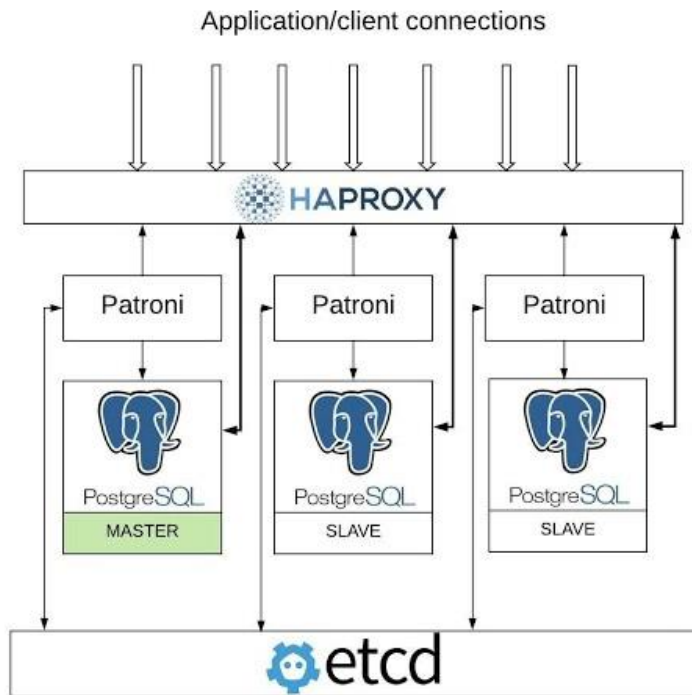 Application/client connections
HAPROXY
Patroni
Patroni
Patroni
PostgreSQL
PostgreSQL
PostgreSQL
MASTER
SLAVE
SLAVE
etcd